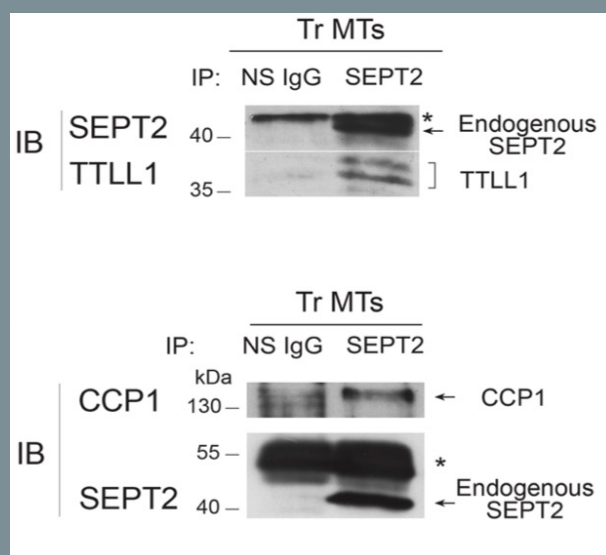 Tr MTs
IP: NS IgG SEPT2
IB SEPT2 40 * Endogenous SEPT2
TTLL1 35 TTLL1
Tr MTs
IP: NS IgG SEPT2
kDa
IB CCP1 130 CCP1
55 *
SEPT2 40 Endogenous SEPT2